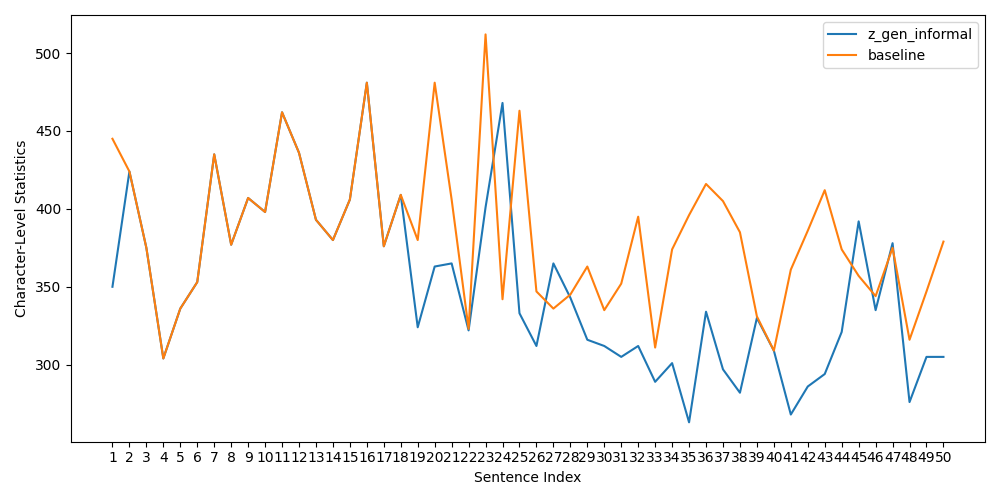 z_gen_informal
baseline
500
450
400
350
300
Character-Level Statistics
1 2 3 4 5 6 7 8 9 10 11 12 13 14 15 16 17 18 19 20 21 22 23 24 25 26 27 28 29 30 31 32 33 34 35 36 37 38 39 40 41 42 43 44 45 46 47 48 49 50
Sentence Index